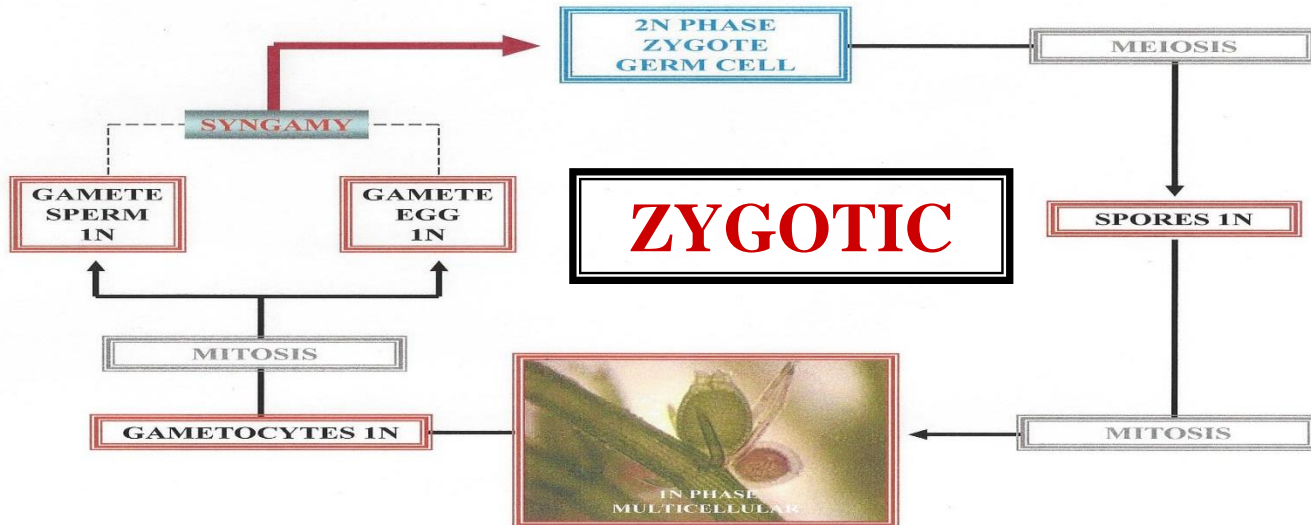 2N PHASE
ZYGOTE
GERM CELL
MEIOSIS
SYNGAMY
GAMETE
SPERM
1N
GAMETE
EGG
1N
ZYGOTIC
SPORES 1N
MITOSIS
GAMETOCYTES 1N
1N PHASE
MULTICELLULAR
MITOSIS